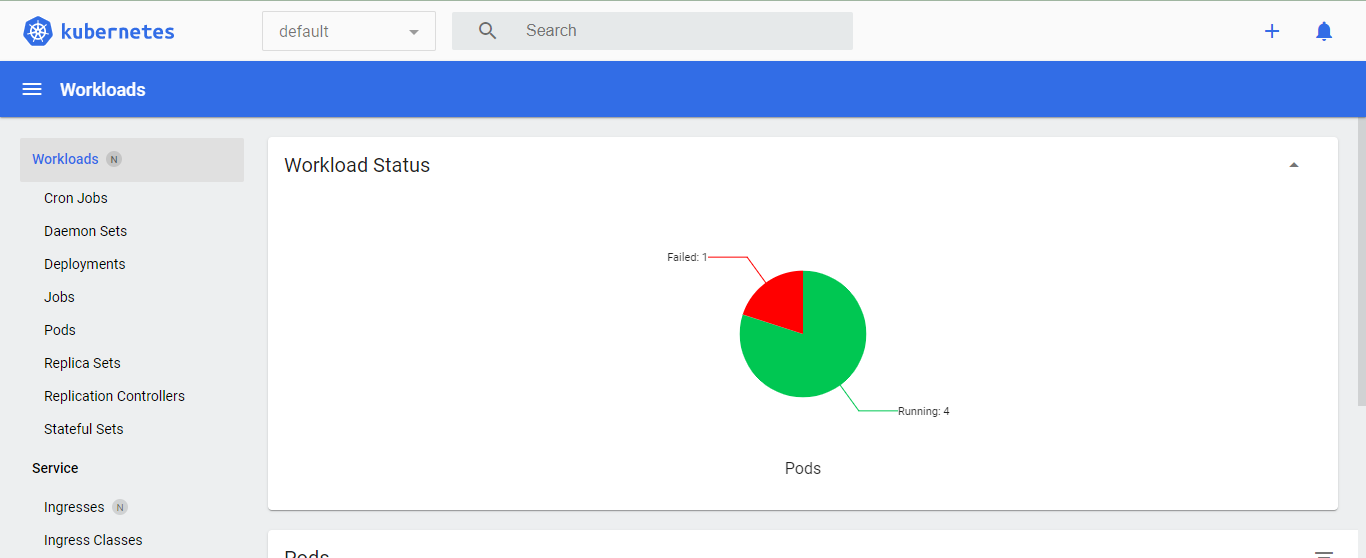 kubernetes
default
Search
Workloads
Workloads N
Cron Jobs
Daemon Sets
Deployments
Jobs
Pods
Replica Sets
Replication Controllers
Stateful Sets
Service
Ingresses N
Ingress Classes
Workload Status
Failed: 1
Running: 4
Pods
Pods